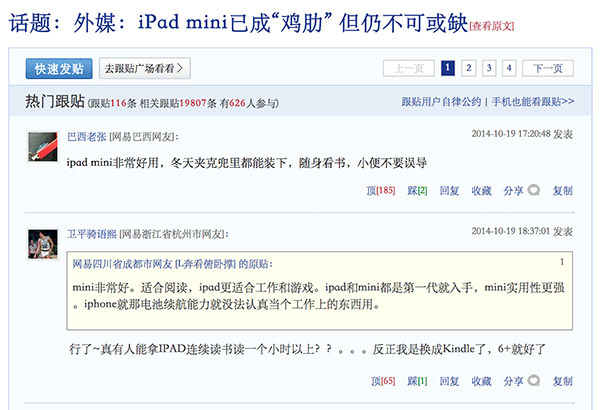 话题：外媒：iPad mini已成“鸡肋” 但仍不可或缺[查看原文]
快速发贴 去跟贴广场看看> 上一页 1 2 3 4 下一页
热门跟贴(跟贴116条 相关跟贴19807条 有626人参与) 跟贴用户自律公约 | 手机也能看跟贴>>
巴西老张 [网易巴西网友]： 2014-10-19 17:20:48 发表
ipad mini非常好用，冬天夹克兜里都能装下，随身看书，小便不要误导
顶[185] 踩[2] 回复 收藏 分享 复制
卫平骑语熙 [网易浙江省杭州市网友]： 2014-10-19 18:37:01 发表
网易四川省成都市网友 [L奔看俯卧撑] 的原贴： 1
mini非常好。适合阅读，ipad更适合工作和游戏。ipad和mini都是第一代就入手，mini实用性更强
。iphone就那电池续航能力就没法认真当个工作上的东西用。
行了~真有人能拿IPAD连续读书读一个小时以上？？。。。反正我是换成Kindle了，6+就好了
顶[65] 踩[1] 回复 收藏 分享 复制